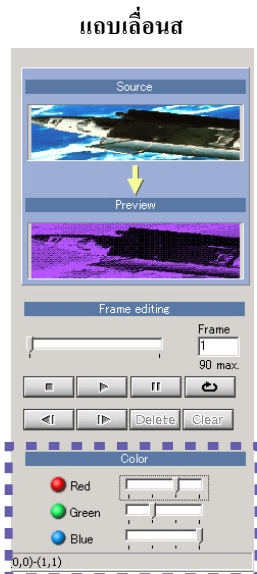 แถบเลื่อนส
Source
Preview
Frame editing
Frame
1
90 max.
Delete Clear
Color
Red
Green
Blue
0,0)-(1,1)